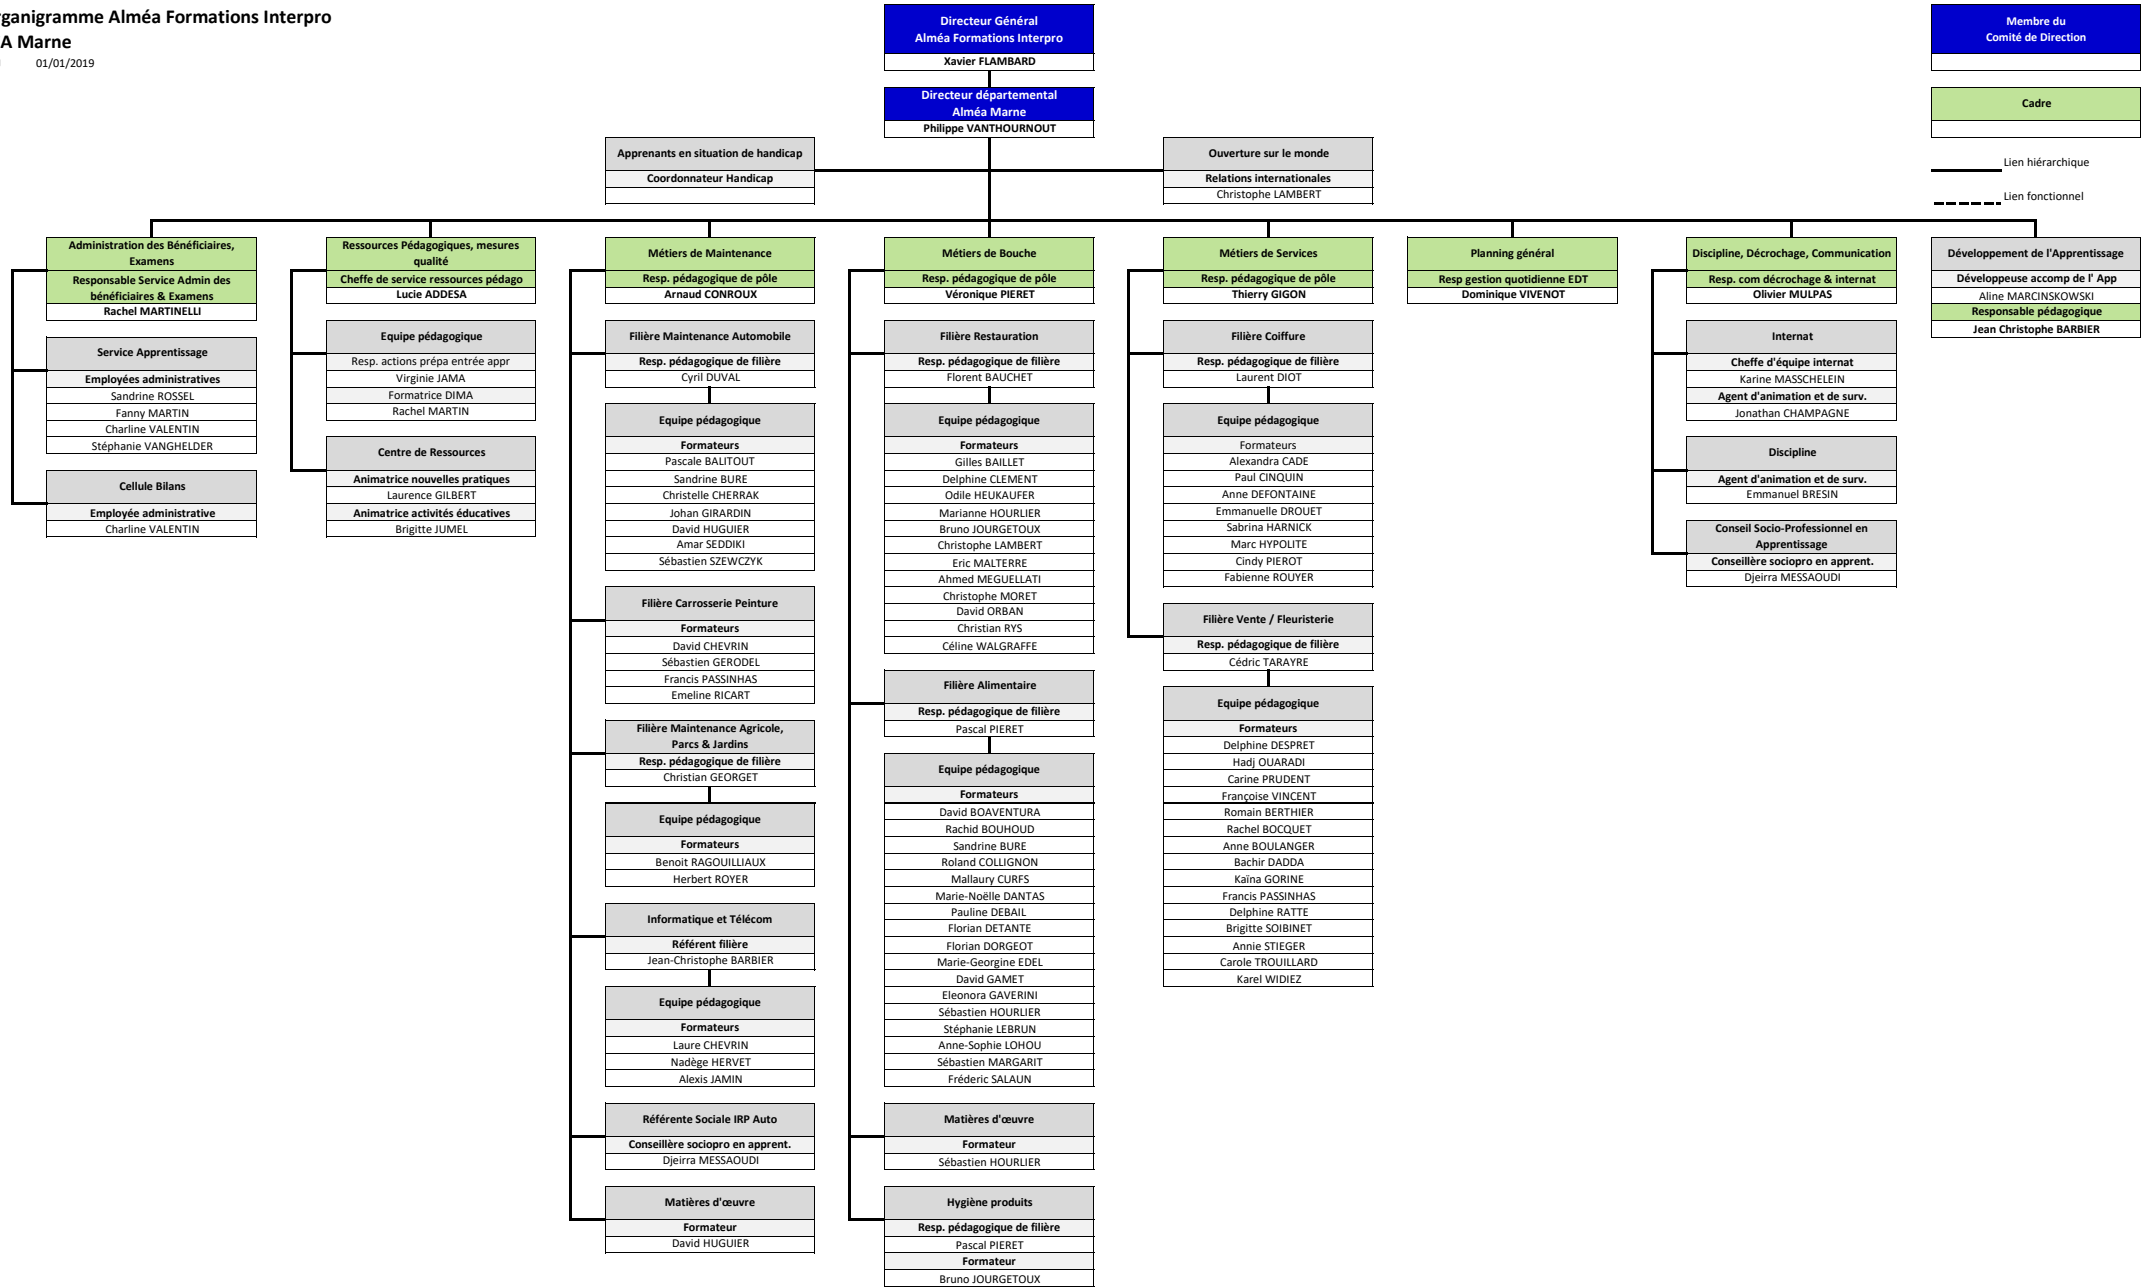 rganigramme Alméa Formations Interpro
A Marne
01/01/2019
Directeur Général
Alméa Formations Interpro
Xavier FLAMBARD
Directeur départemental
Alméa Marne
Philippe VANTHOURNOUT
Membre du
Comité de Direction
Cadre
Lien hiérarchique
Lien fonctionnel
Apprenants en situation de handicap
Coordonnateur Handicap
Ouverture sur le monde
Relations internationales
Christophe LAMBERT
Administration des Bénéficiaires,
Examens
Responsable Service Admin des
bénéficiaires & Examens
Rachel MARTINELLI
Service Apprentissage
Employées administratives
Sandrine ROSSEL
Fanny MARTIN
Charline VALENTIN
Stéphanie VANGHELDER
Cellule Bilans
Employée administrative
Charline VALENTIN
Ressources Pédagogiques, mesures
qualité
Cheffe de service ressources pédago
Lucie ADDESA
Equipe pédagogique
Resp. actions prépa entrée appr
Virginie JAMA
Formatrice DIMA
Rachel MARTIN
Centre de Ressources
Animatrice nouvelles pratiques
Laurence GILBERT
Animatrice activités éducatives
Brigitte JUMEL
Métiers de Maintenance
Resp. pédagogique de pôle
Arnaud CONROUX
Filière Maintenance Automobile
Resp. pédagogique de filière
Cyril DUVAL
Equipe pédagogique
Formateurs
Pascale BALITOUT
Sandrine BURE
Christelle CHERRAK
Johan GIRARDIN
David HUGUIER
Amar SEDDIKI
Sébastien SZEWCZYK
Filière Carrosserie Peinture
Formateurs
David CHEVRIN
Sébastien GERODEL
Francis PASSINHAS
Emeline RICART
Filière Maintenance Agricole,
Parcs & Jardins
Resp. pédagogique de filière
Christian GEORGET
Equipe pédagogique
Formateurs
Benoit RAGOUILLIAUX
Herbert ROYER
Informatique et Télécom
Référent filière
Jean-Christophe BARBIER
Equipe pédagogique
Formateurs
Laure CHEVRIN
Nadège HERVET
Alexis JAMIN
Référente Sociale IRP Auto
Conseillère sociopro en apprent.
Djeirra MESSAOUDI
Matières d'œuvre
Formateur
David HUGUIER
Métiers de Bouche
Resp. pédagogique de pôle
Véronique PIERET
Filière Restauration
Resp. pédagogique de filière
Florent BAUCHET
Equipe pédagogique
Formateurs
Gilles BAILLET
Delphine CLEMENT
Odile HEUKAUFER
Marianne HOURLIER
Bruno JOURGETOUX
Christophe LAMBERT
Eric MALTERRE
Ahmed MEGUELLATI
Christophe MORET
David ORBAN
Christian RYS
Céline WALGRAFFE
Filière Alimentaire
Resp. pédagogique de filière
Pascal PIERET
Equipe pédagogique
Formateurs
David BOAVENTURA
Rachid BOUHOUD
Sandrine BURE
Roland COLLIGNON
Mallaury CURFS
Marie-Noëlle DANTAS
Pauline DEBAIL
Florian DETANTE
Florian DORGEOT
Marie-Georgine EDEL
David GAMET
Eleonora GAVERINI
Sébastien HOURLIER
Stéphanie LEBRUN
Anne-Sophie LOHOU
Sébastien MARGARIT
Fréderic SALAUN
Matières d'œuvre
Formateur
Sébastien HOURLIER
Hygiène produits
Resp. pédagogique de filière
Pascal PIERET
Formateur
Bruno JOURGETOUX
Métiers de Services
Resp. pédagogique de pôle
Thierry GIGON
Filière Coiffure
Resp. pédagogique de filière
Laurent DIOT
Equipe pédagogique
Formateurs
Alexandra CADE
Paul CINQUIN
Anne DEFONTAINE
Emmanuelle DROUET
Sabrina HARNICK
Marc HYPOLITE
Cindy PIEROT
Fabienne ROUYER
Filière Vente / Fleuristerie
Resp. pédagogique de filière
Cédric TARAYRE
Equipe pédagogique
Formateurs
Delphine DESPRET
Hadj OUARADI
Carine PRUDENT
Françoise VINCENT
Romain BERTHIER
Rachel BOCQUET
Anne BOULANGER
Bachir DADDA
Kaïna GORINE
Francis PASSINHAS
Delphine RATTE
Brigitte SOIBINET
Annie STIEGER
Carole TROUILLARD
Karel WIDIEZ
Planning général
Resp gestion quotidienne EDT
Dominique VIVENOT
Discipline, Décrochage, Communication
Resp. com décrochage & internat
Olivier MULPAS
Internat
Cheffe d'équipe internat
Karine MASSCHELEIN
Agent d'animation et de surv.
Jonathan CHAMPAGNE
Discipline
Agent d'animation et de surv.
Emmanuel BRESIN
Conseil Socio-Professionnel en
Apprentissage
Conseillère sociopro en apprent.
Djeirra MESSAOUDI
Développement de l'Apprentissage
Développeuse accomp de l' App
Aline MARCINSKOWSKI
Responsable pédagogique
Jean Christophe BARBIER